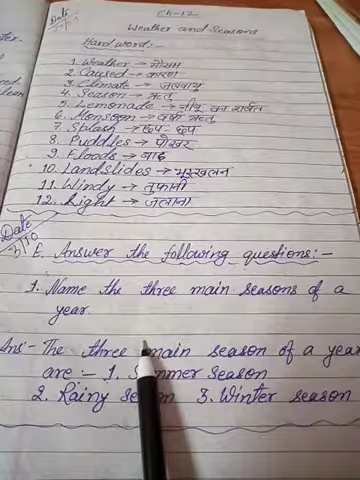 Ch-12
Date
Weather and Seasons
Hard word:-
1. Weather → मौसम
2. Caused → कारण
3. Climate → जलवायु
4. Season → ऋतु
5. Lemonade → नींबू का शर्बत
6. Monsoon → वर्षा ऋतु
7. Splash → छप - छप
8. Puddles → पोखर
9. Floods → बाढ़
10. Landslides → भूस्खलन
11. Windy → तुफानी
12. Light → जलाना
Date
3/10
E. Answer the following questions:-
1. Name the three main seasons of a
year.
Ans:- The three main season of a year
are :- 1. Summer season
2. Rainy season 3. Winter season